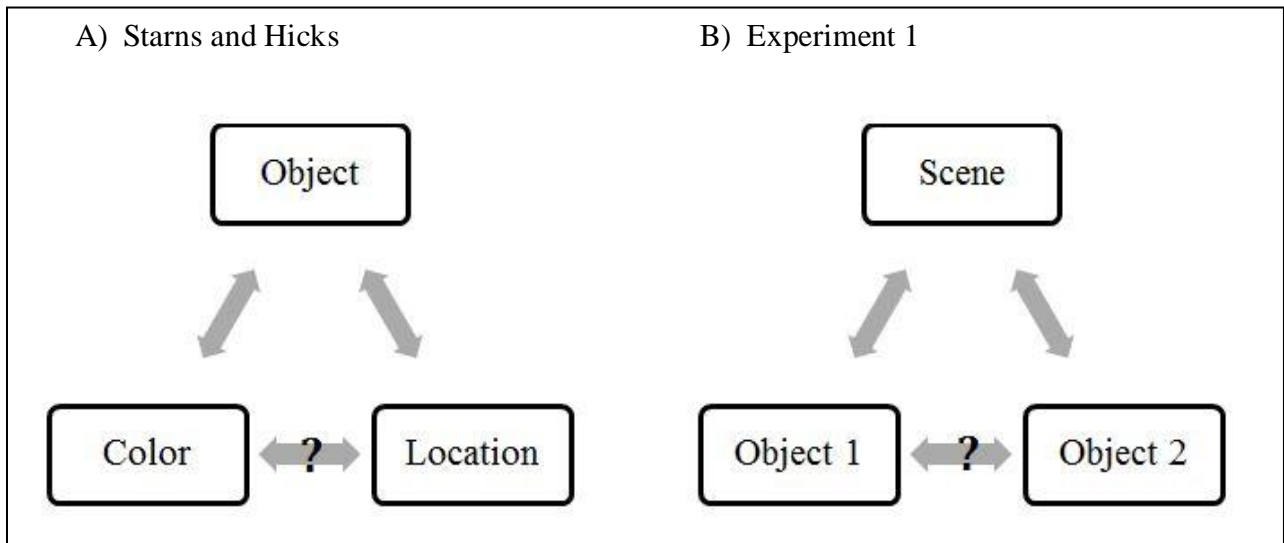 A) Starns and Hicks
B) Experiment 1
Object
Scene
Color
?
Location
Object 1
?
Object 2